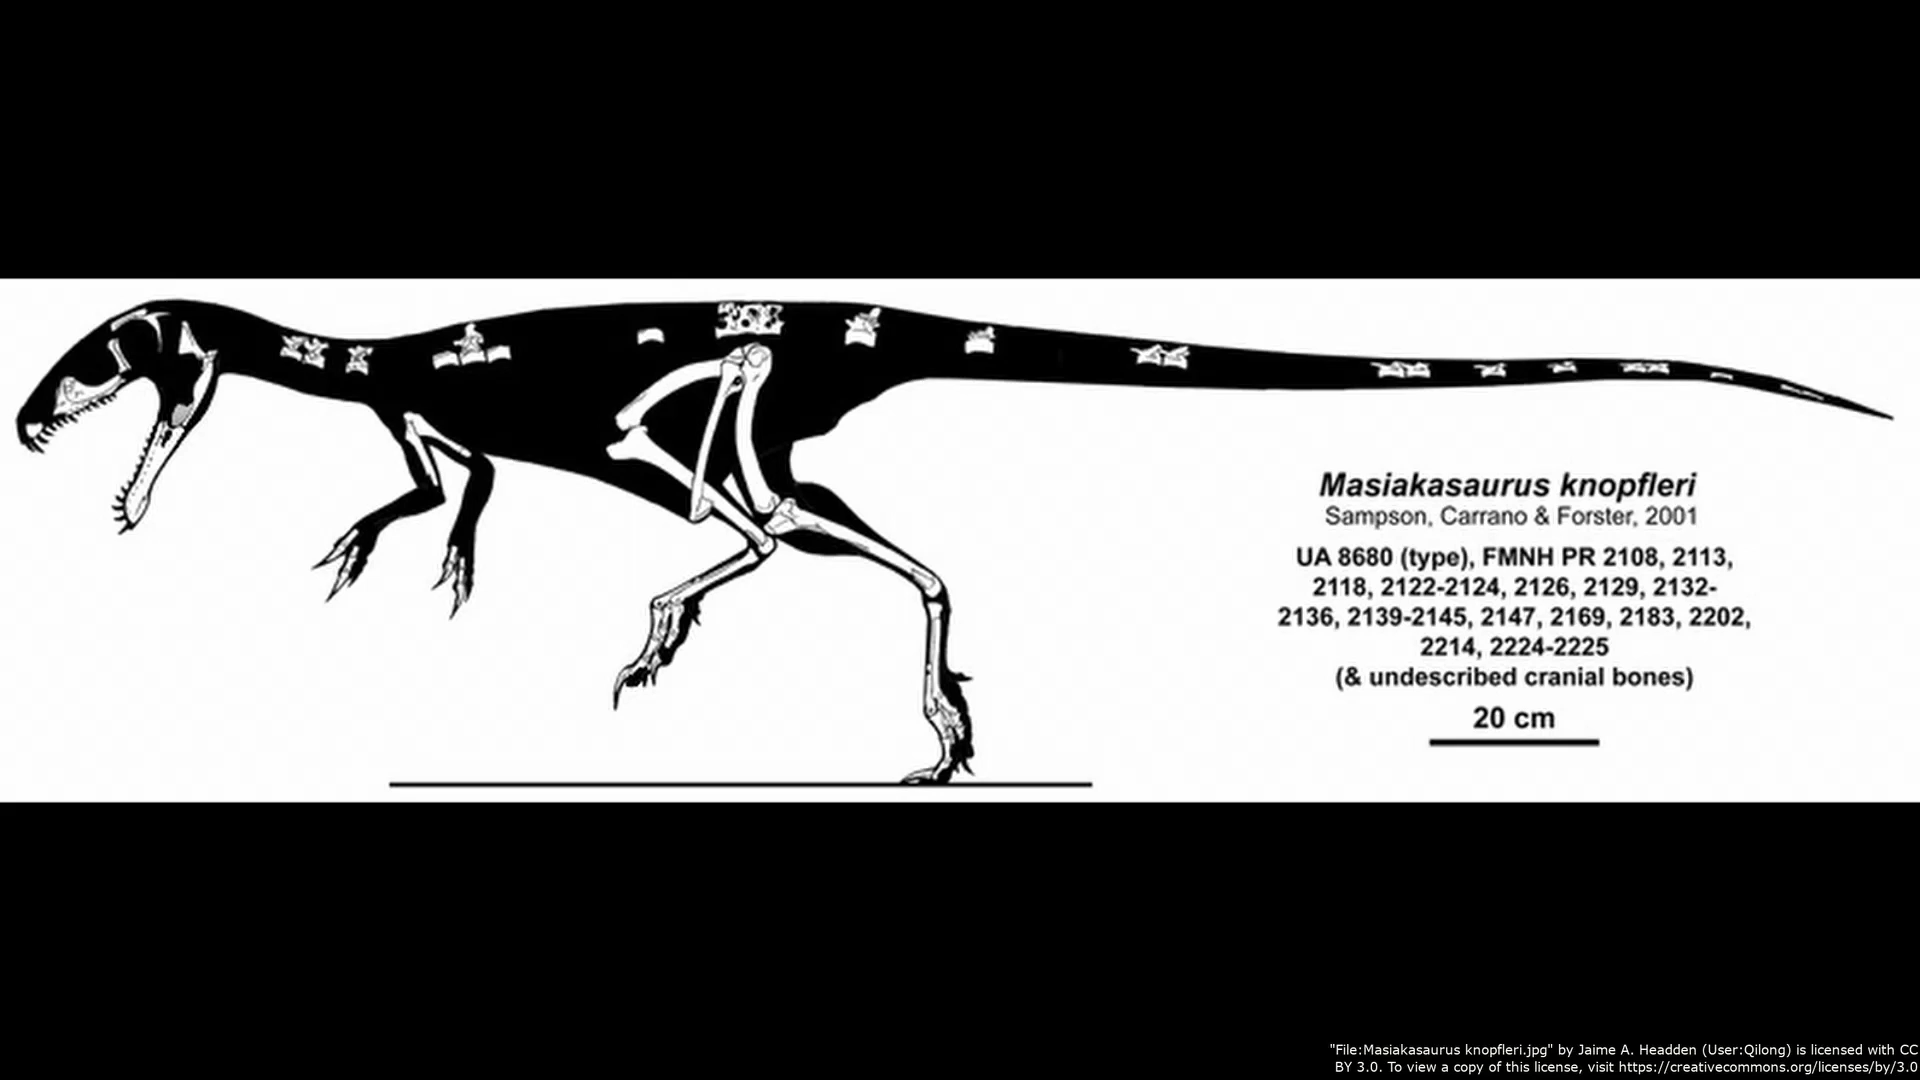 Masiakasaurus knopfleri
Sampson, Carrano & Forster, 2001
UA 8680 (type), FMNH PR 2108, 2113,
2118, 2122-2124, 2126, 2129, 2132-
2136, 2139-2145, 2147, 2169, 2183, 2202,
2214, 2224-2225
(& undescribed cranial bones)
20 cm
"File:Masiakasaurus knopfleri.jpg" by Jaime A. Headden (User:Qilong) is licensed with CC
BY 3.0. To view a copy of this license, visit https://creativecommons.org/licenses/by/3.0